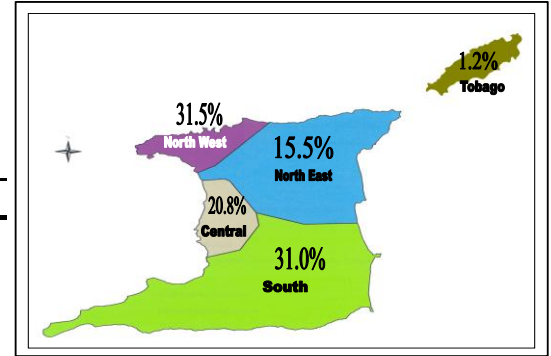 1.2%
Tobago
31.5%
North West
15.5%
North East
20.8%
Central
31.0%
South